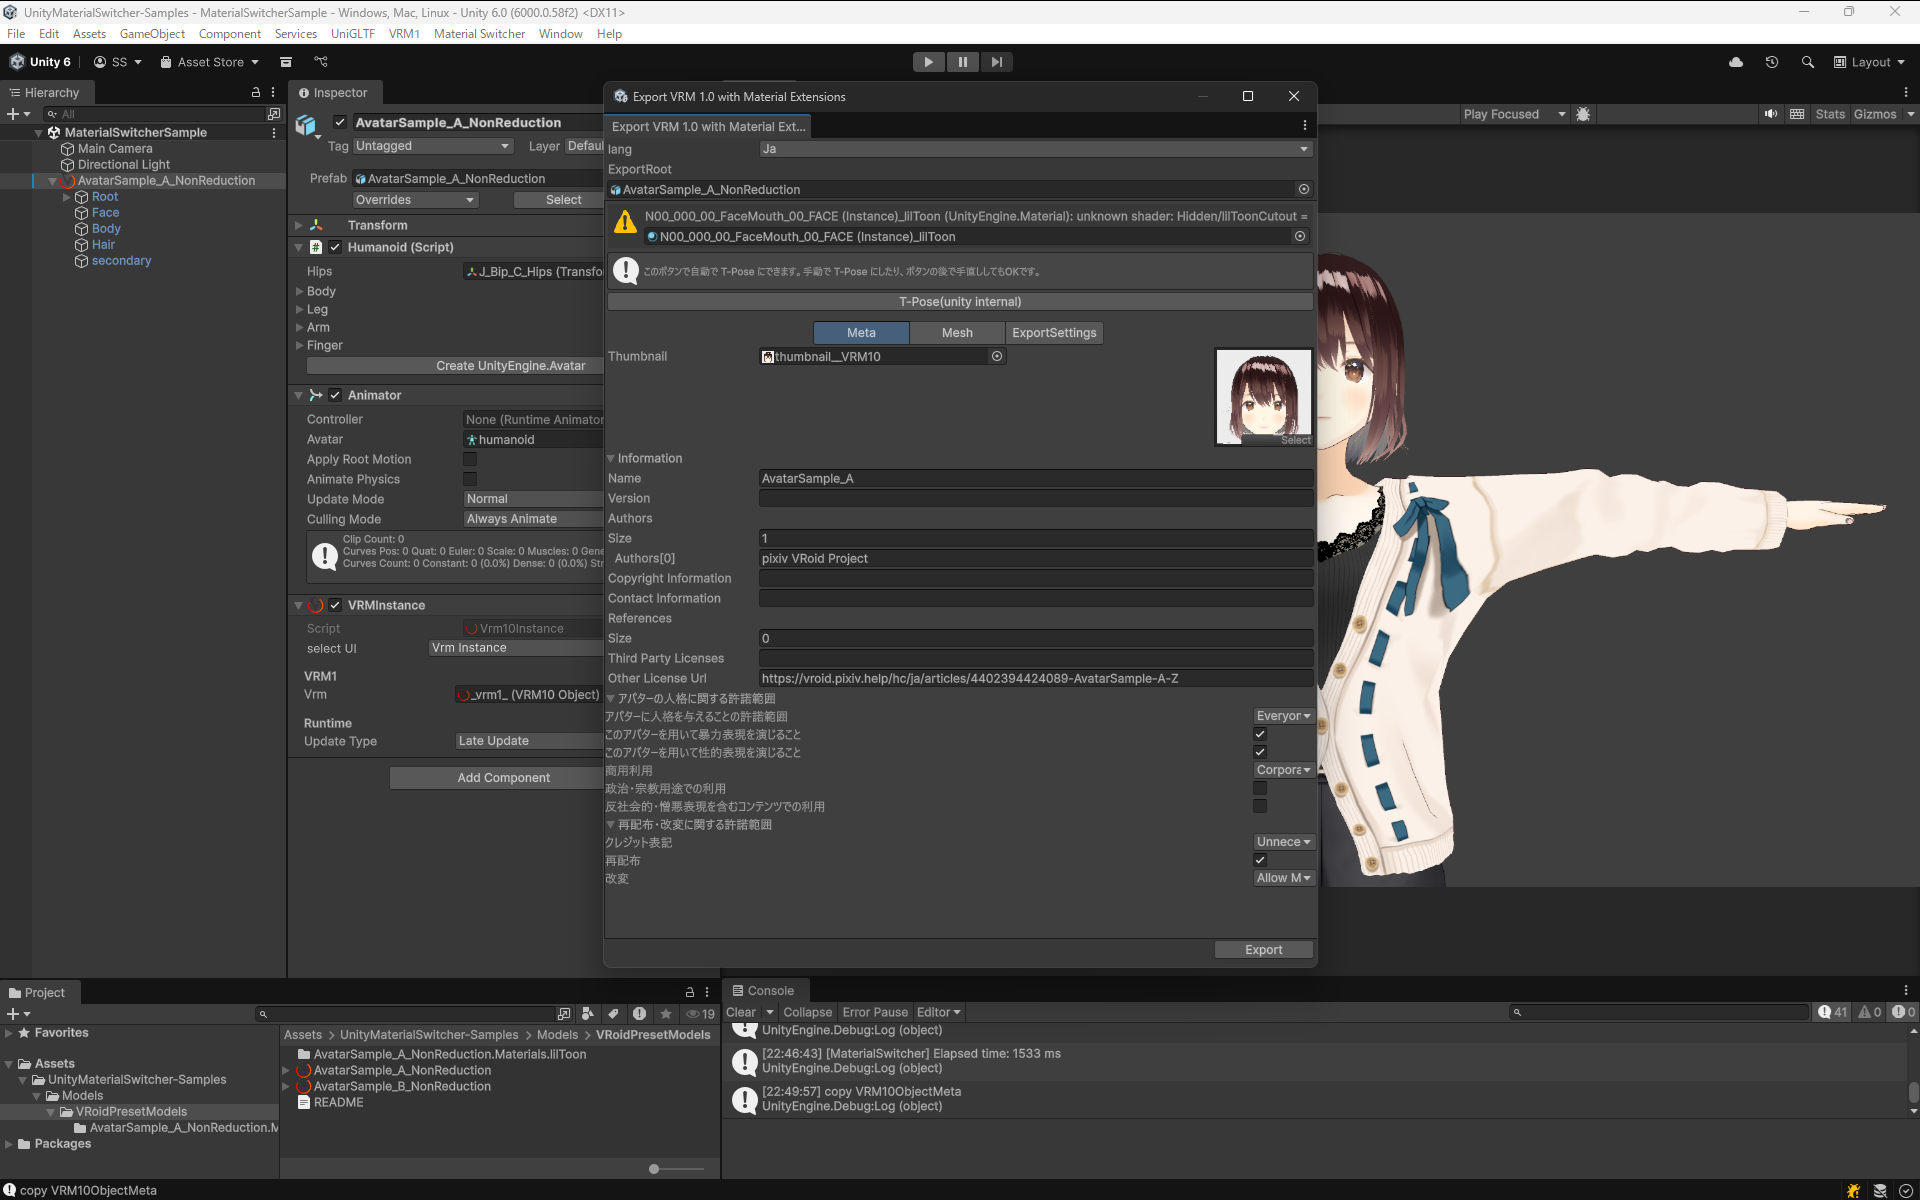 UnityMaterialSwitcher-Samples - MaterialSwitcherSample - Windows, Mac, Linux - Unity 6.0 (6000.0.58f2) <DX11>
File Edit Assets GameObject Component Services UniGLTF VRM1 Material Switcher Window Help
Unity 6 SS Asset Store Layout
Hierarchy
All
MaterialSwitcherSample
Main Camera
Directional Light
AvatarSample_A_NonReduction
Root
Face
Body
Hair
secondary
Inspector
AvatarSample_A_NonReduction
Tag Untagged Layer Defau
Prefab AvatarSample_A_NonReduction
Overrides Select
Transform
Humanoid (Script)
Hips J_Bip_C_Hips (Transfo
Body
Leg
Arm
Finger
Create UnityEngine.Avatar
Animator
Controller None (Runtime Animator
Avatar humanoid
Apply Root Motion
Animate Physics
Update Mode Normal
Culling Mode Always Animate
Clip Count: 0
Curves Pos: 0 Quat: 0 Euler: 0 Scale: 0 Muscles: 0 Gene
Curves Count: 0 Constant: 0 (0.0%) Dense: 0 (0.0%) Str
VRMInstance
Script Vrm10Instance
select UI Vrm Instance
VRM1
Vrm _vrm1_ (VRM10 Object)
Runtime
Update Type Late Update
Add Component
Export VRM 1.0 with Material Extensions
Export VRM 1.0 with Material Ext...
lang Ja
ExportRoot
AvatarSample_A_NonReduction
N00_000_00_FaceMouth_00_FACE (Instance)_lilToon (UnityEngine.Material): unknown shader: Hidden/lilToonCutout =
N00_000_00_FaceMouth_00_FACE (Instance)_lilToon
このボタンで自動で T-Pose にできます。手動で T-Pose にしたり、ボタンの後で手直ししてもOKです。
T-Pose(unity internal)
Meta Mesh ExportSettings
Thumbnail thumbnail__VRM10
Select
Information
Name AvatarSample_A
Version
Authors
Size 1
Authors[0] pixiv VRoid Project
Copyright Information
Contact Information
References
Size 0
Third Party Licenses
Other License Url https://vroid.pixiv.help/hc/ja/articles/4402394424089-AvatarSample-A-Z
アバターの人格に関する許諾範囲
アバターに人格を与えることの許諾範囲 Everyor
このアバターを用いて暴力表現を演じること
このアバターを用いて性的表現を演じること
商用利用 Corpora
政治・宗教用途での利用
反社会的・憎悪表現を含むコンテンツでの利用
再配布・改変に関する許諾範囲
クレジット表記 Unnece
再配布
改変 Allow M
Export
Play Focused Stats Gizmos
Project
19
Favorites
Assets
UnityMaterialSwitcher-Samples
Models
VRoidPresetModels
AvatarSample_A_NonReduction.M
Packages
Assets > UnityMaterialSwitcher-Samples > Models > VRoidPresetModels
AvatarSample_A_NonReduction.Materials.lilToon
AvatarSample_A_NonReduction
AvatarSample_B_NonReduction
README
Console
Clear Collapse Error Pause Editor 41 0 0
UnityEngine.Debug:Log (object)
[22:46:43] [MaterialSwitcher] Elapsed time: 1533 ms
UnityEngine.Debug:Log (object)
[22:49:57] copy VRM10ObjectMeta
UnityEngine.Debug:Log (object)
copy VRM10ObjectMeta